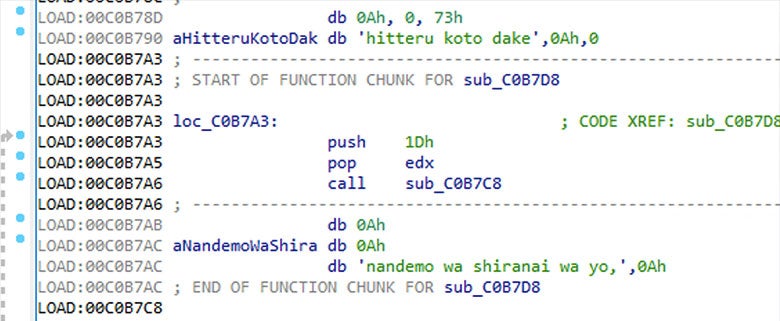 LOAD:00C0B78D db 0Ah, 0, 73h
LOAD:00C0B790 aHitteruKotoDak db 'hitteru koto dake',0Ah,0
LOAD:00C0B7A3 ; ---------------------------------------------------------------------------
LOAD:00C0B7A3 ; START OF FUNCTION CHUNK FOR sub_C0B7D8
LOAD:00C0B7A3
LOAD:00C0B7A3 loc_C0B7A3: ; CODE XREF: sub_C0B7D8
LOAD:00C0B7A3 push 1Dh
LOAD:00C0B7A5 pop edx
LOAD:00C0B7A6 call sub_C0B7C8
LOAD:00C0B7A6 ; ---------------------------------------------------------------------------
LOAD:00C0B7AB db 0Ah
LOAD:00C0B7AC aNandemoWaShira db 0Ah
LOAD:00C0B7AC db 'nandemo wa shiranai wa yo,',0Ah
LOAD:00C0B7AC ; END OF FUNCTION CHUNK FOR sub_C0B7D8
LOAD:00C0B7C8